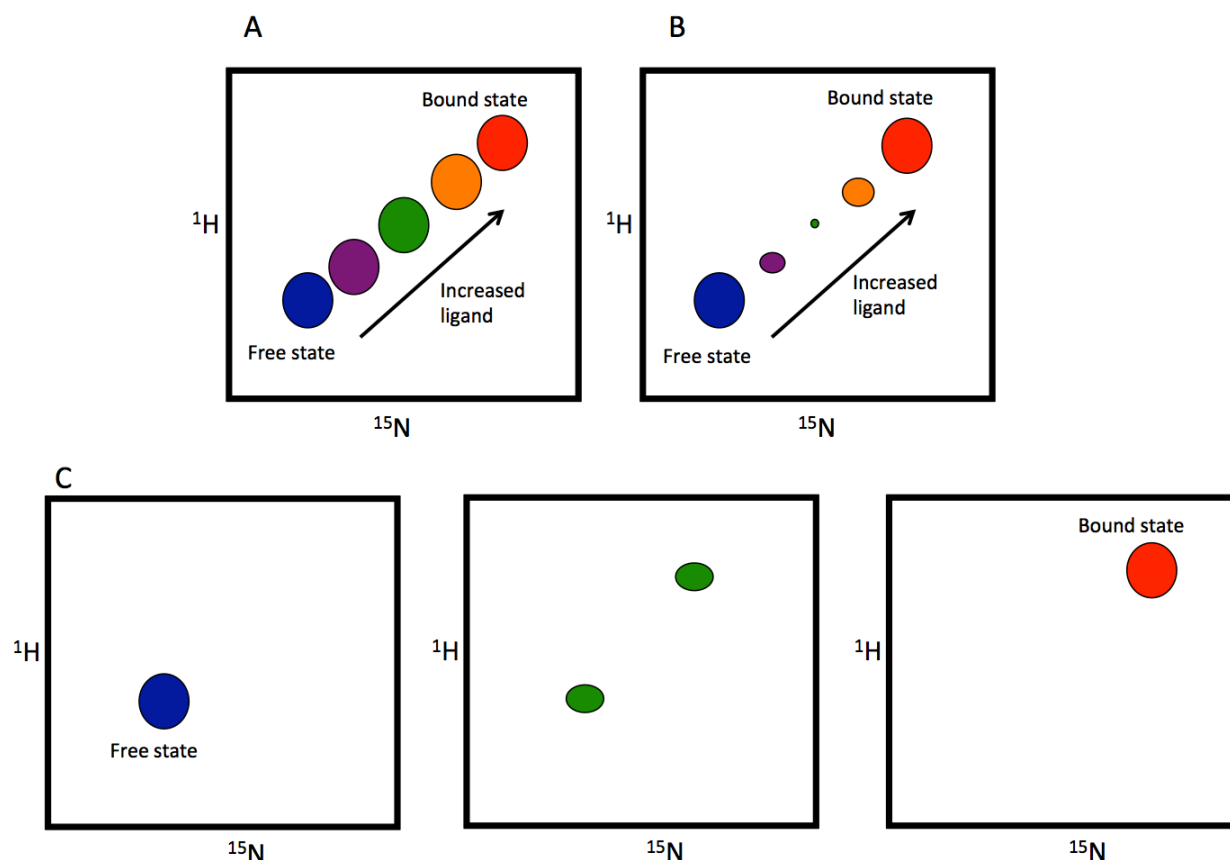 A
B
Bound state
Bound state
¹H
¹H
Increased
ligand
Increased
ligand
Free state
Free state
¹⁵N
¹⁵N
C
Bound state
¹H
¹H
¹H
Free state
¹⁵N
¹⁵N
¹⁵N